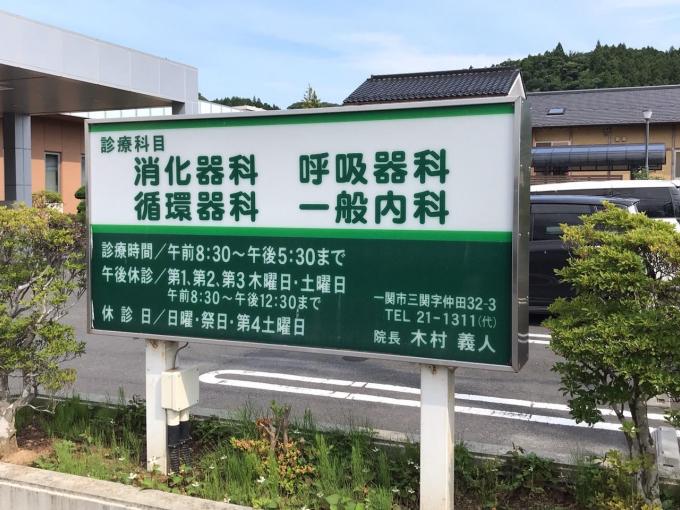 診療科目
消化器科 呼吸器科
循環器科 一般内科
診療時間／午前8:30〜午後5:30まで
午後休診／第1、第2、第3木曜日・土曜日
午前8:30〜午後12:30まで
休診日／日曜・祭日・第4土曜日
一関市三関字仲田32-3
TEL 21-1311(代)
院長 木村 義人